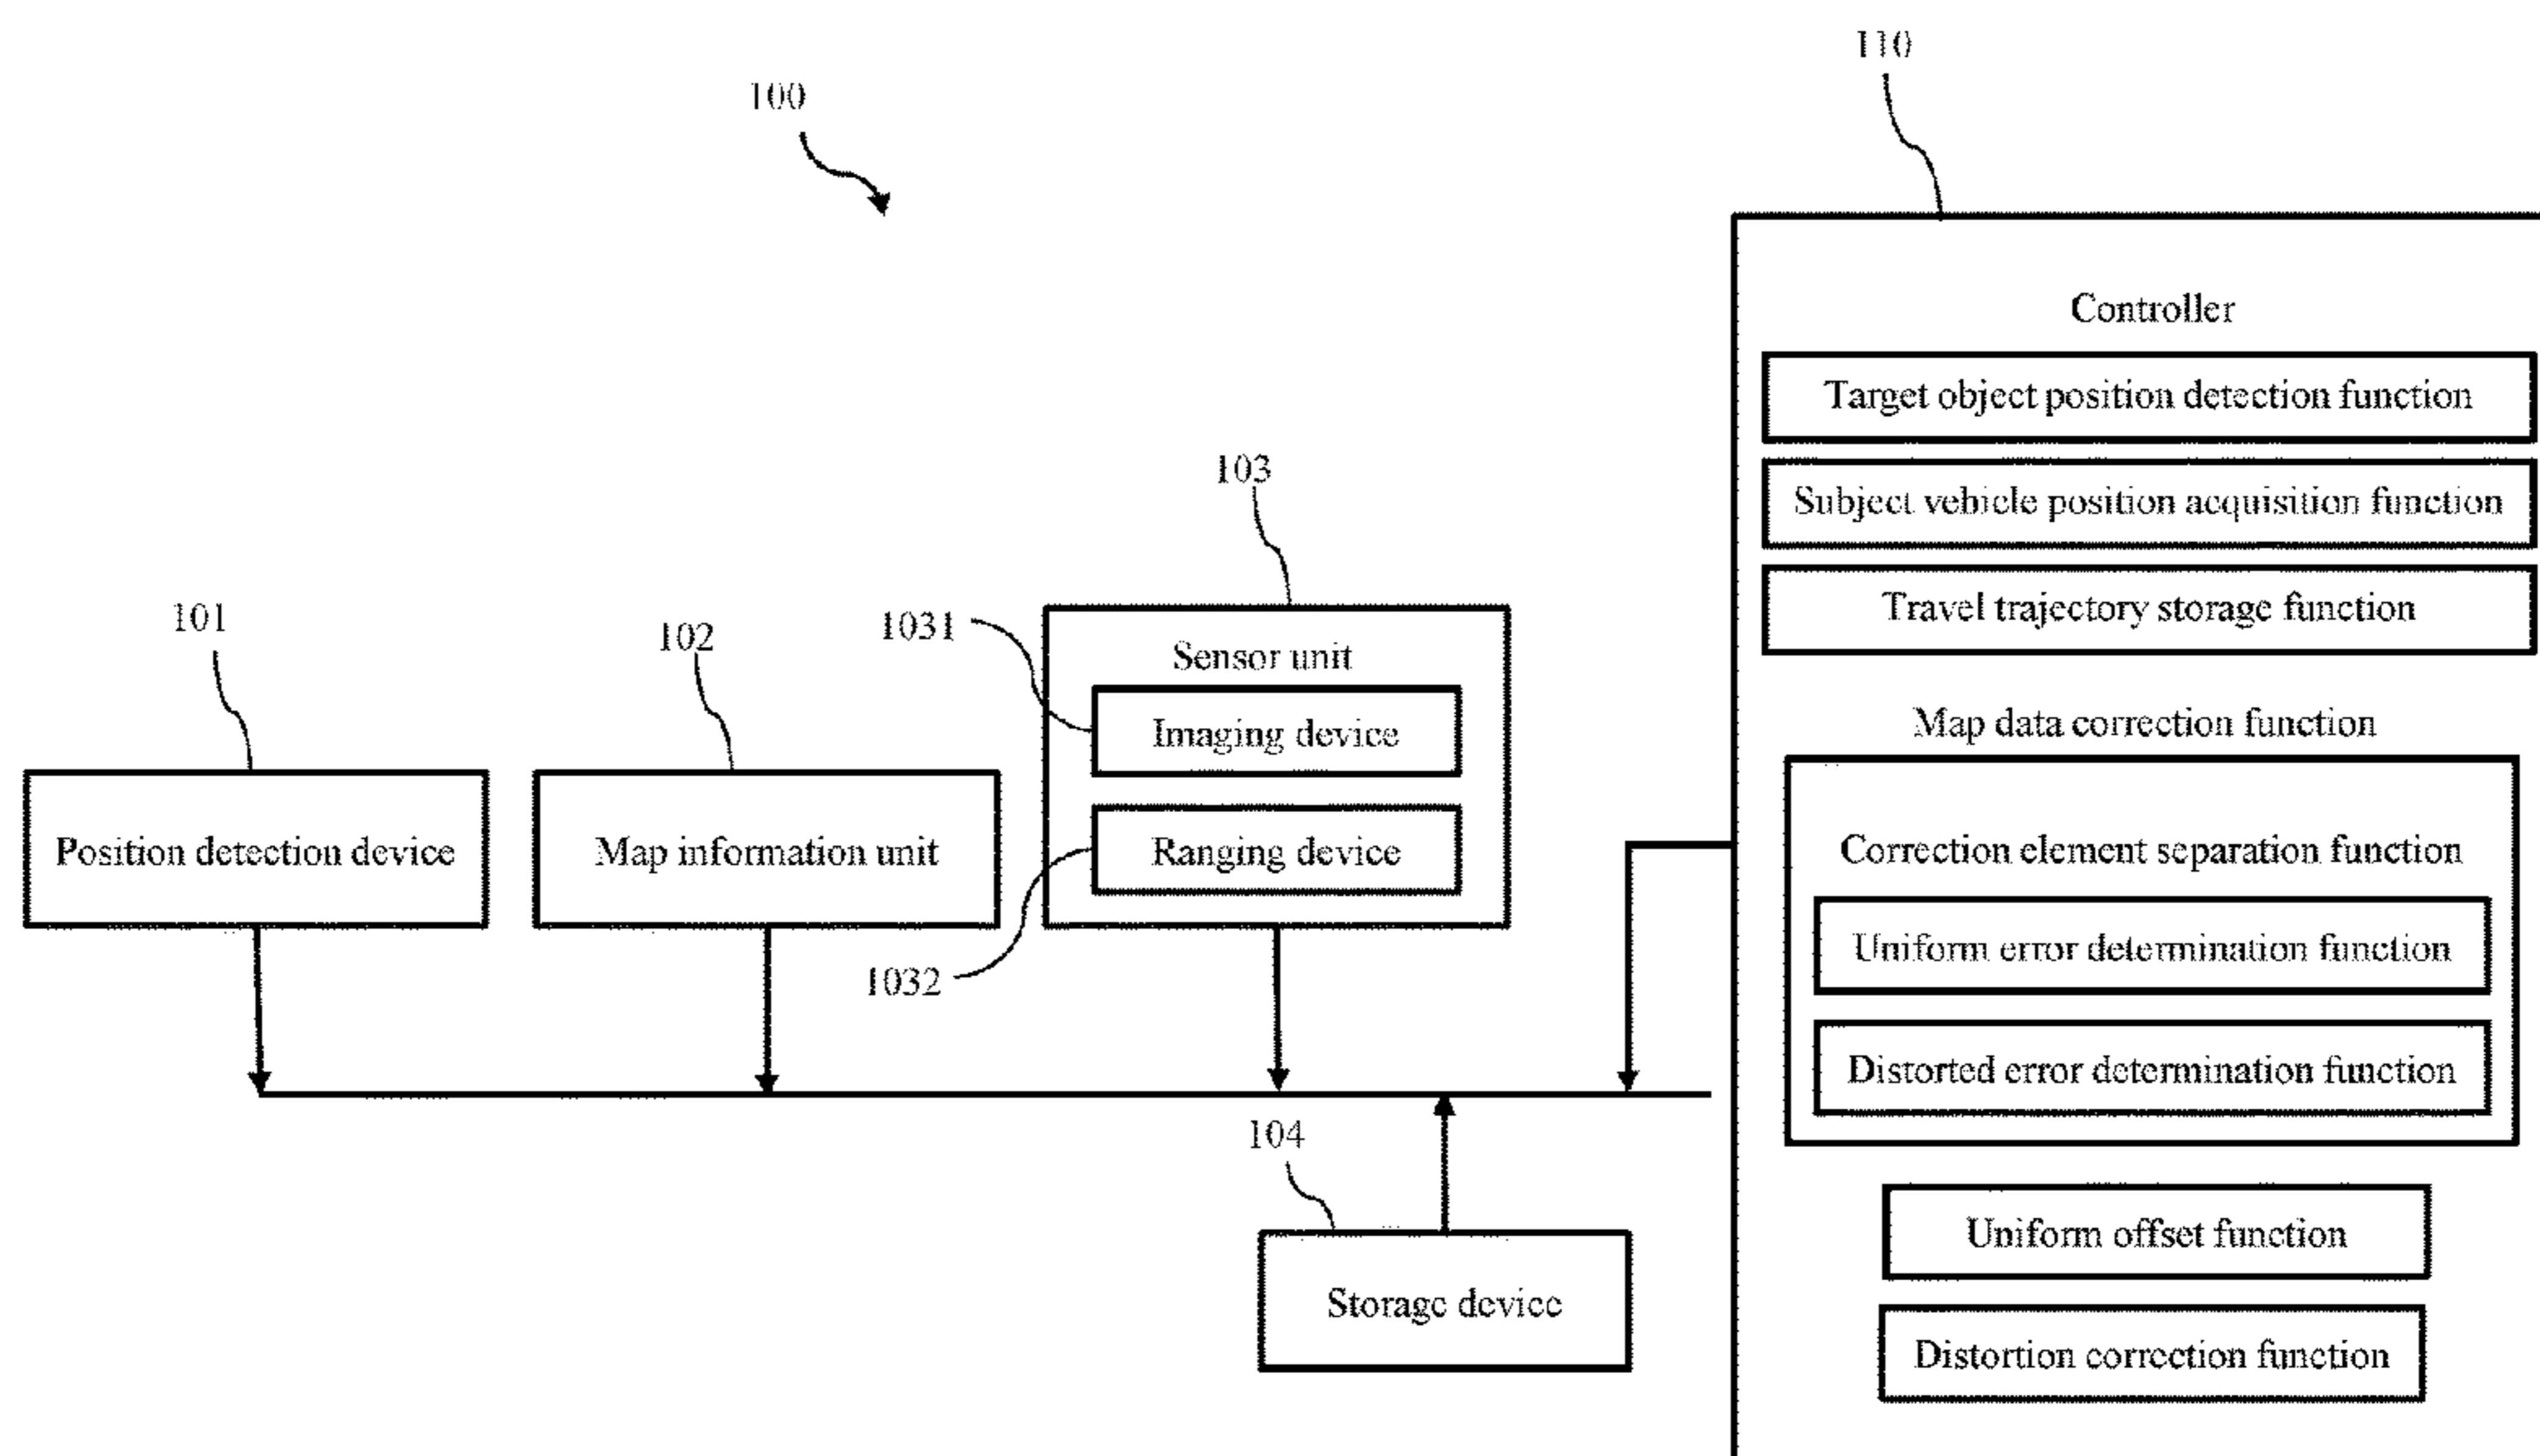 110
100
Controller
Target object position detection function
103
Subject vehicle position acquisition function
101
102
1031
Sensor unit
Travel trajectory storage function
Imaging device
Map data correction function
Position detection device
Map information unit
Ranging device
Correction element separation function
1032
Uniform error determination function
Distorted error determination function
104
Uniform offset function
Storage device
Distortion correction function